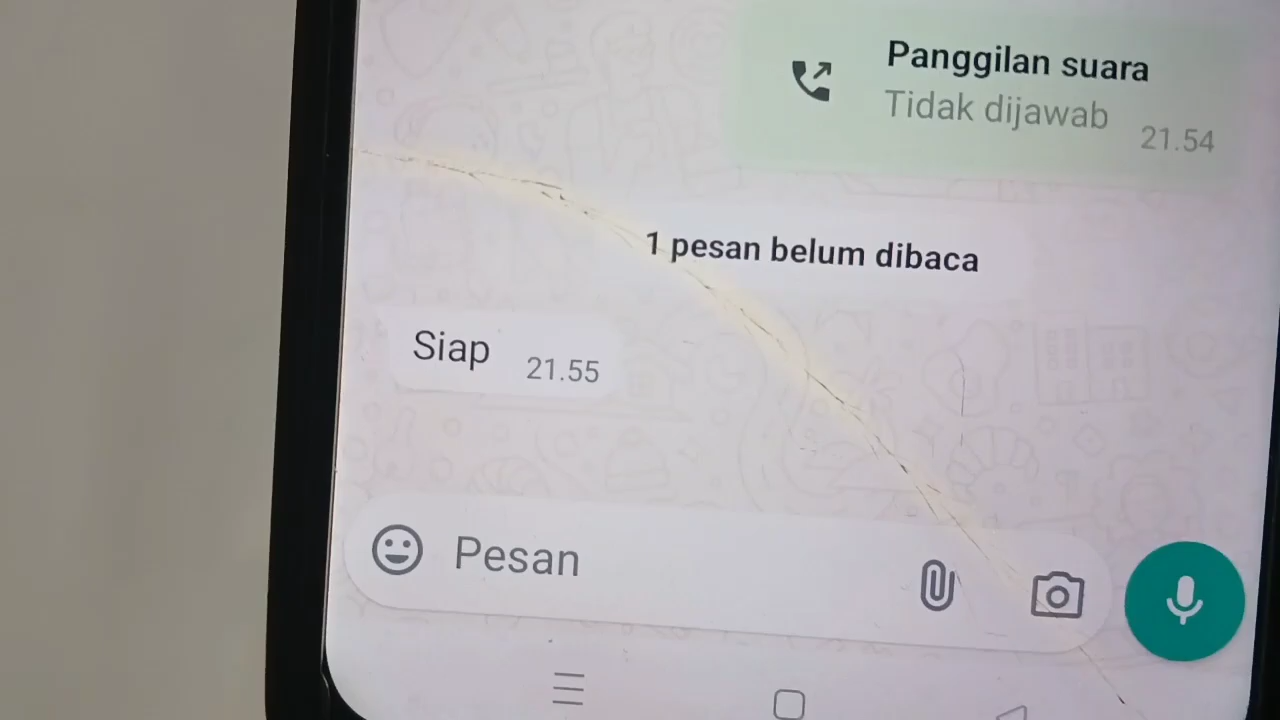 Panggilan suara
Tidak dijawab 21.54
1 pesan belum dibaca
Siap 21.55
Pesan